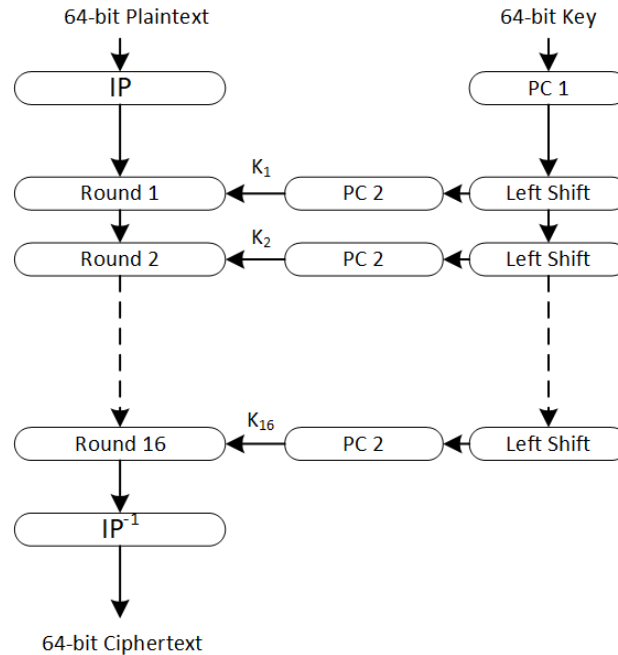 64-bit Plaintext 64-bit Key
IP PC 1
K₁
Round 1 PC 2 Left Shift
K₂
Round 2 PC 2 Left Shift
K₁₆
Round 16 PC 2 Left Shift
IP⁻¹
64-bit Ciphertext